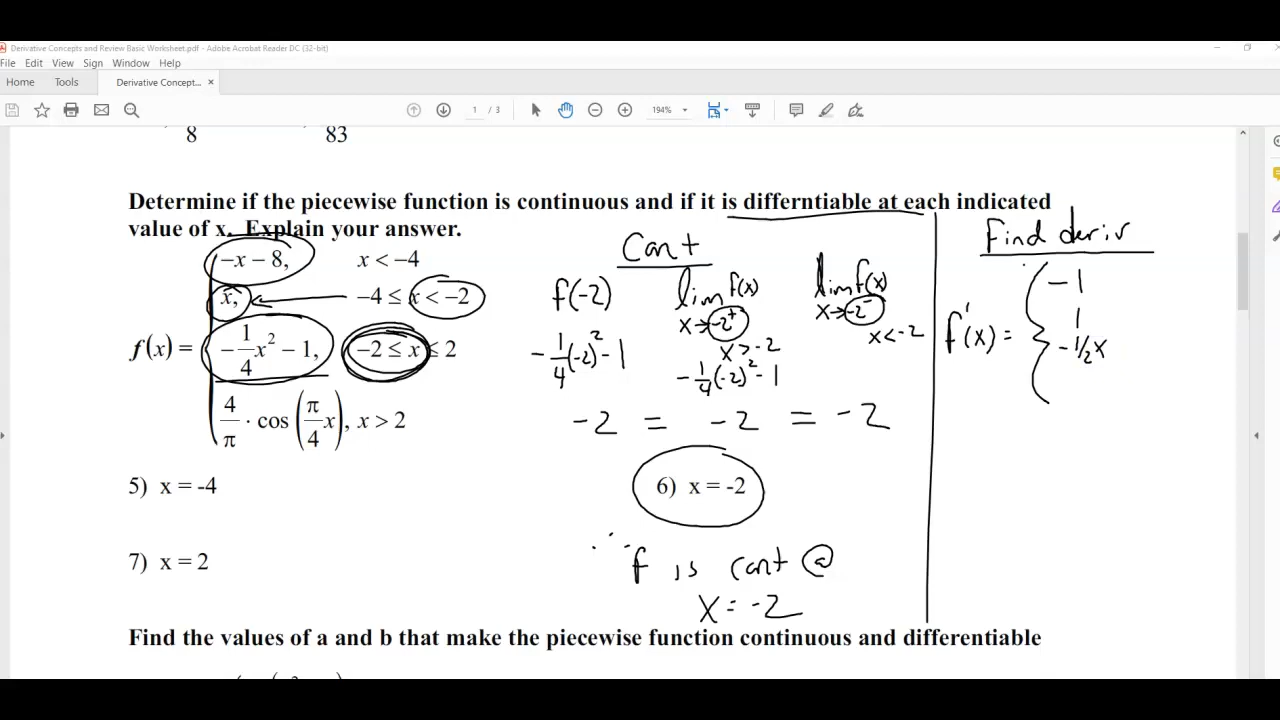 Derivative Concepts and Review Basic Worksheet.pdf - Adobe Acrobat Reader DC (32-bit)
File Edit View Sign Window Help
Home Tools Derivative Concept... ×
1 / 3 194%
8 83
Determine if the piecewise function is continuous and if it is differntiable at each indicated
value of x. Explain your answer.
f(x) =
-x – 8, x < -4
x, -4 ≤ x < -2
-1/4 x² – 1, -2 ≤ x ≤ 2
4/π · cos(π/4 x), x > 2
5) x = -4
7) x = 2
Cont
f(-2) lim f(x) lim f(x)
x→-2⁺ x→-2⁻
x > -2 x < -2
-1/4(-2)² - 1 -1/4(-2)² - 1
-2 = -2 = -2
6) x = -2
∴ f is cont @
x = -2
Find deriv
f'(x) = {
-1
1
-1/2x
Find the values of a and b that make the piecewise function continuous and differentiable